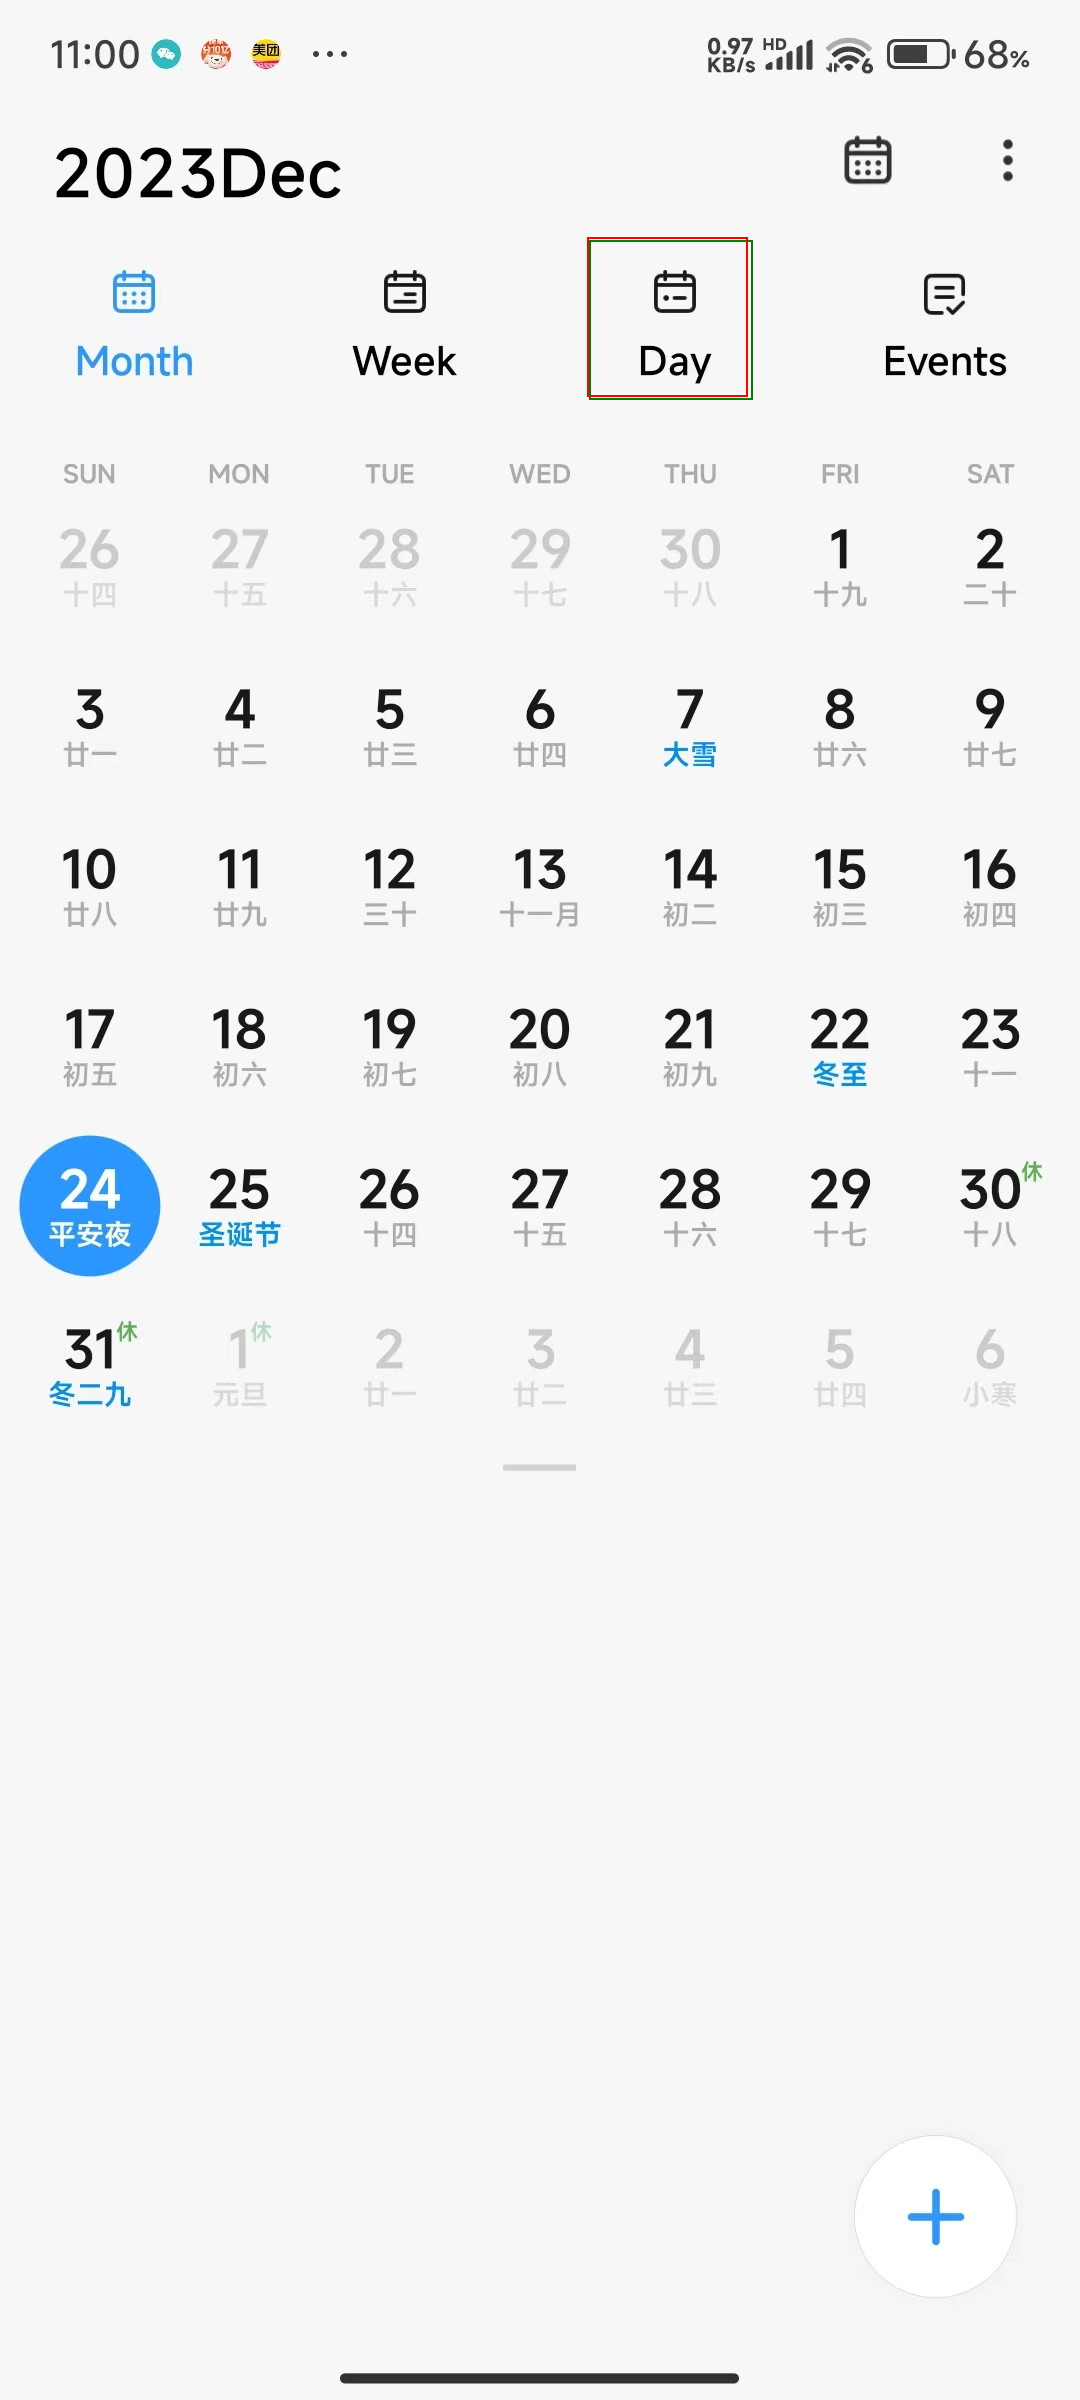 11:00 美团 ... 0.97 KB/s HD 6 68%
2023Dec
Month Week Day Events
SUN MON TUE WED THU FRI SAT
26 27 28 29 30 1 2
十四 十五 十六 十七 十八 十九 二十
3 4 5 6 7 8 9
廿一 廿二 廿三 廿四 大雪 廿六 廿七
10 11 12 13 14 15 16
廿八 廿九 三十 十一月 初二 初三 初四
17 18 19 20 21 22 23
初五 初六 初七 初八 初九 冬至 十一
24 25 26 27 28 29 30休
平安夜 圣诞节 十四 十五 十六 十七 十八
31休 1休 2 3 4 5 6
冬二九 元旦 廿一 廿二 廿三 廿四 小寒